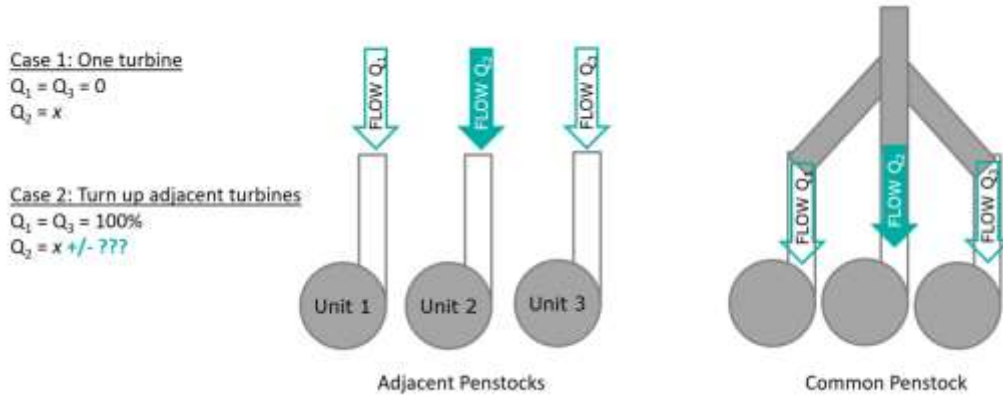 Case 1: One turbine
Q₁ = Q₃ = 0
Q₂ = x
Case 2: Turn up adjacent turbines
Q₁ = Q₃ = 100%
Q₂ = x +/- ???
FLOW Q₁
FLOW Q₂
FLOW Q₃
Unit 1
Unit 2
Unit 3
Adjacent Penstocks
FLOW Q₁
FLOW Q₂
FLOW Q₃
Common Penstock